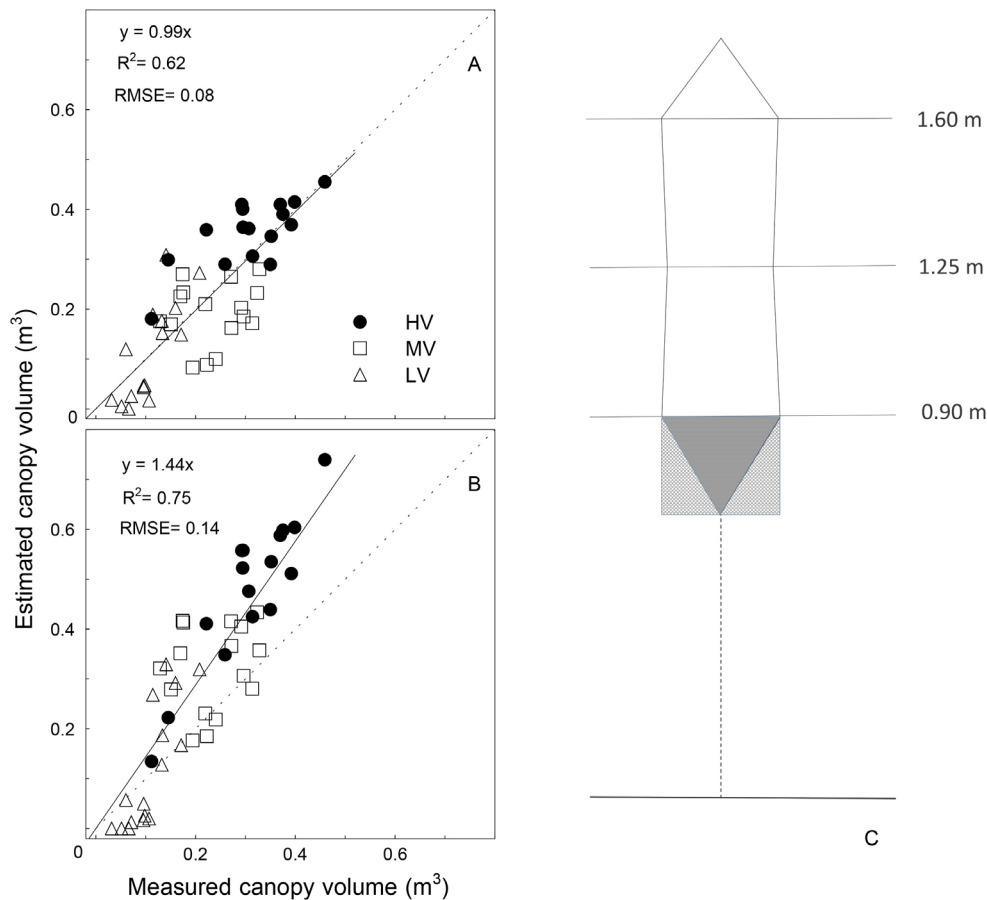 y = 0.99x
R²= 0.62
RMSE= 0.08
A
0.6
0.4
0.2
0
HV
MV
LV
Estimated canopy volume (m³)
y = 1.44x
R²= 0.75
RMSE= 0.14
B
0.6
0.4
0.2
0
0.2
0.4
0.6
Measured canopy volume (m³)
1.60 m
1.25 m
0.90 m
C